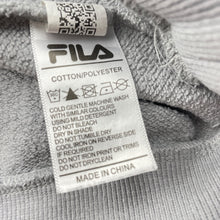 FILA
COTTON/POLYESTER
COLD GENTLE MACHINE WASH
WITH SIMILAR COLOURS
USING MILD DETERGENT
DO NOT BLEACH
DRY IN SHADE
DO NOT TUMBLE DRY
COOL IRON ON REVERSE SIDE
IF REQUIRED
DO NOT IRON PRINT OR TRIMS
DO NOT DRYCLEAN
MADE IN CHINA